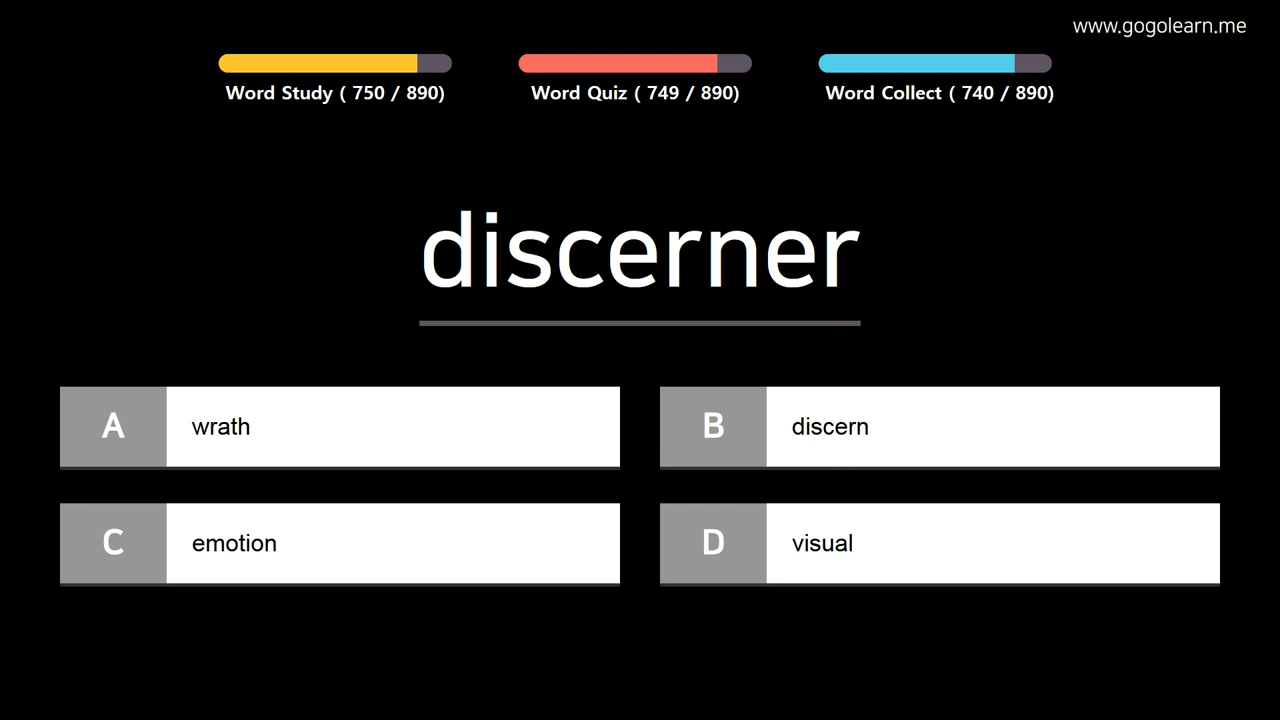 www.gogolearn.me
Word Study ( 750 / 890)
Word Quiz ( 749 / 890)
Word Collect ( 740 / 890)
discerner
A wrath
B discern
C emotion
D visual